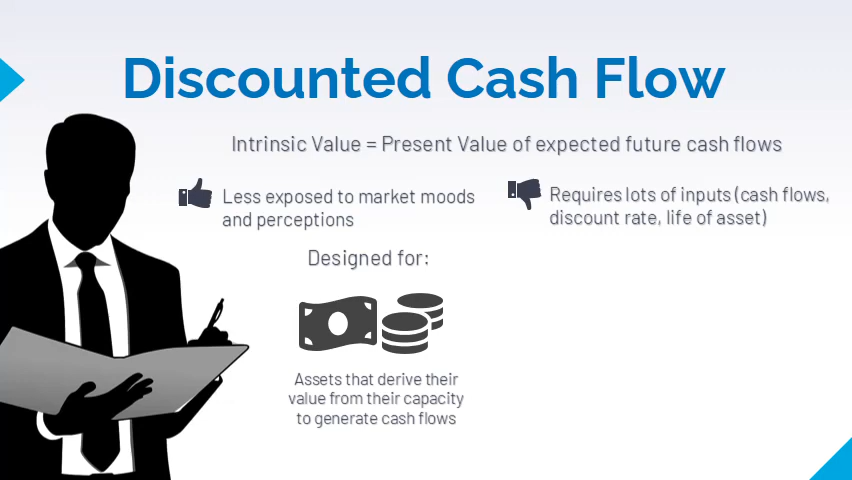 Discounted Cash Flow
Intrinsic Value = Present Value of expected future cash flows
Less exposed to market moods
and perceptions
Requires lots of inputs (cash flows,
discount rate, life of asset)
Designed for:
Assets that derive their
value from their capacity
to generate cash flows